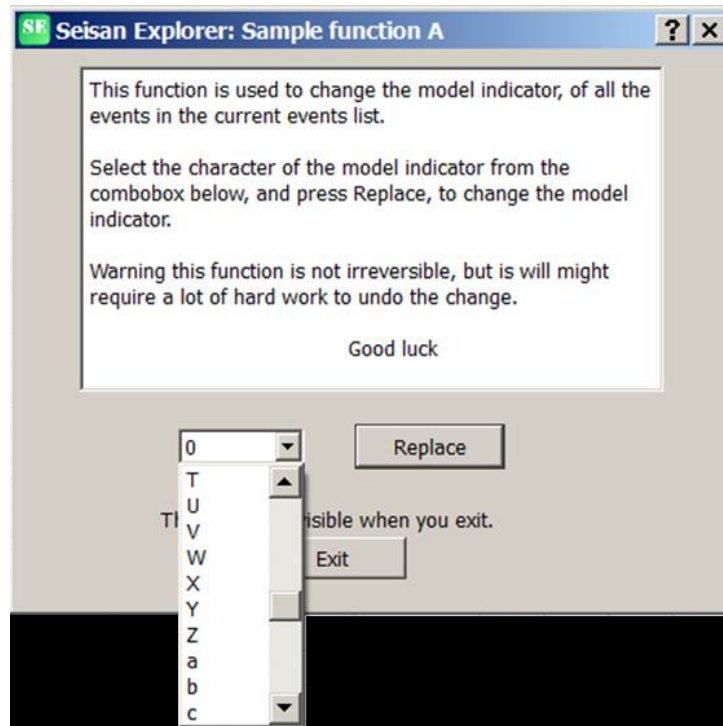 SE Seisan Explorer: Sample function A ? ×
This function is used to change the model indicator, of all the
events in the current events list.
Select the character of the model indicator from the
combobox below, and press Replace, to change the model
indicator.
Warning this function is not irreversible, but is will might
require a lot of hard work to undo the change.
Good luck
0
Replace
T
U
visible when you exit.
V
W
Exit
X
Y
Z
a
b
c